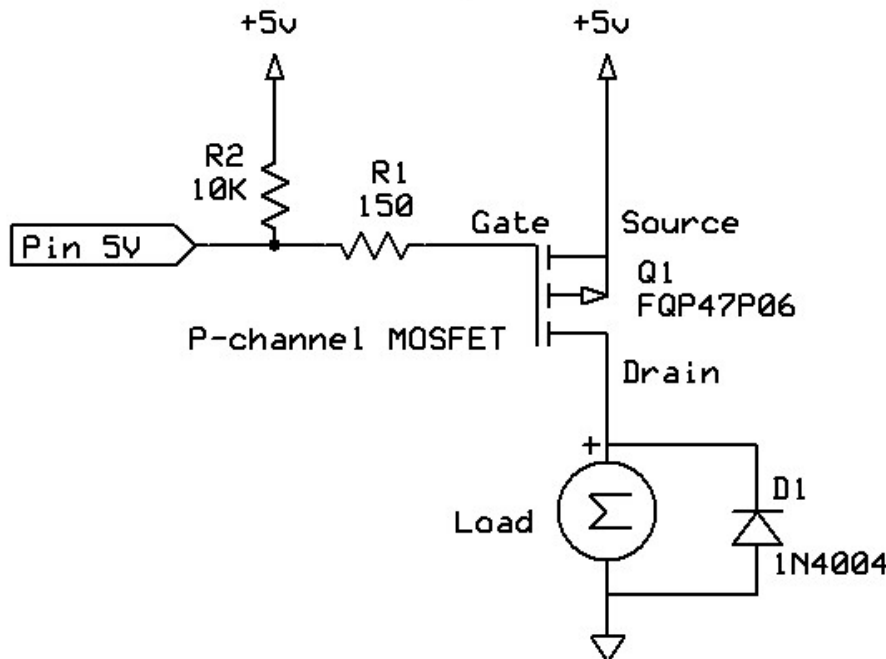 +5v
+5v
R2
10K
R1
150
Pin 5V
Gate
Source
Q1
FQP47P06
P-channel MOSFET
Drain
+
D1
Load
Σ
1N4004